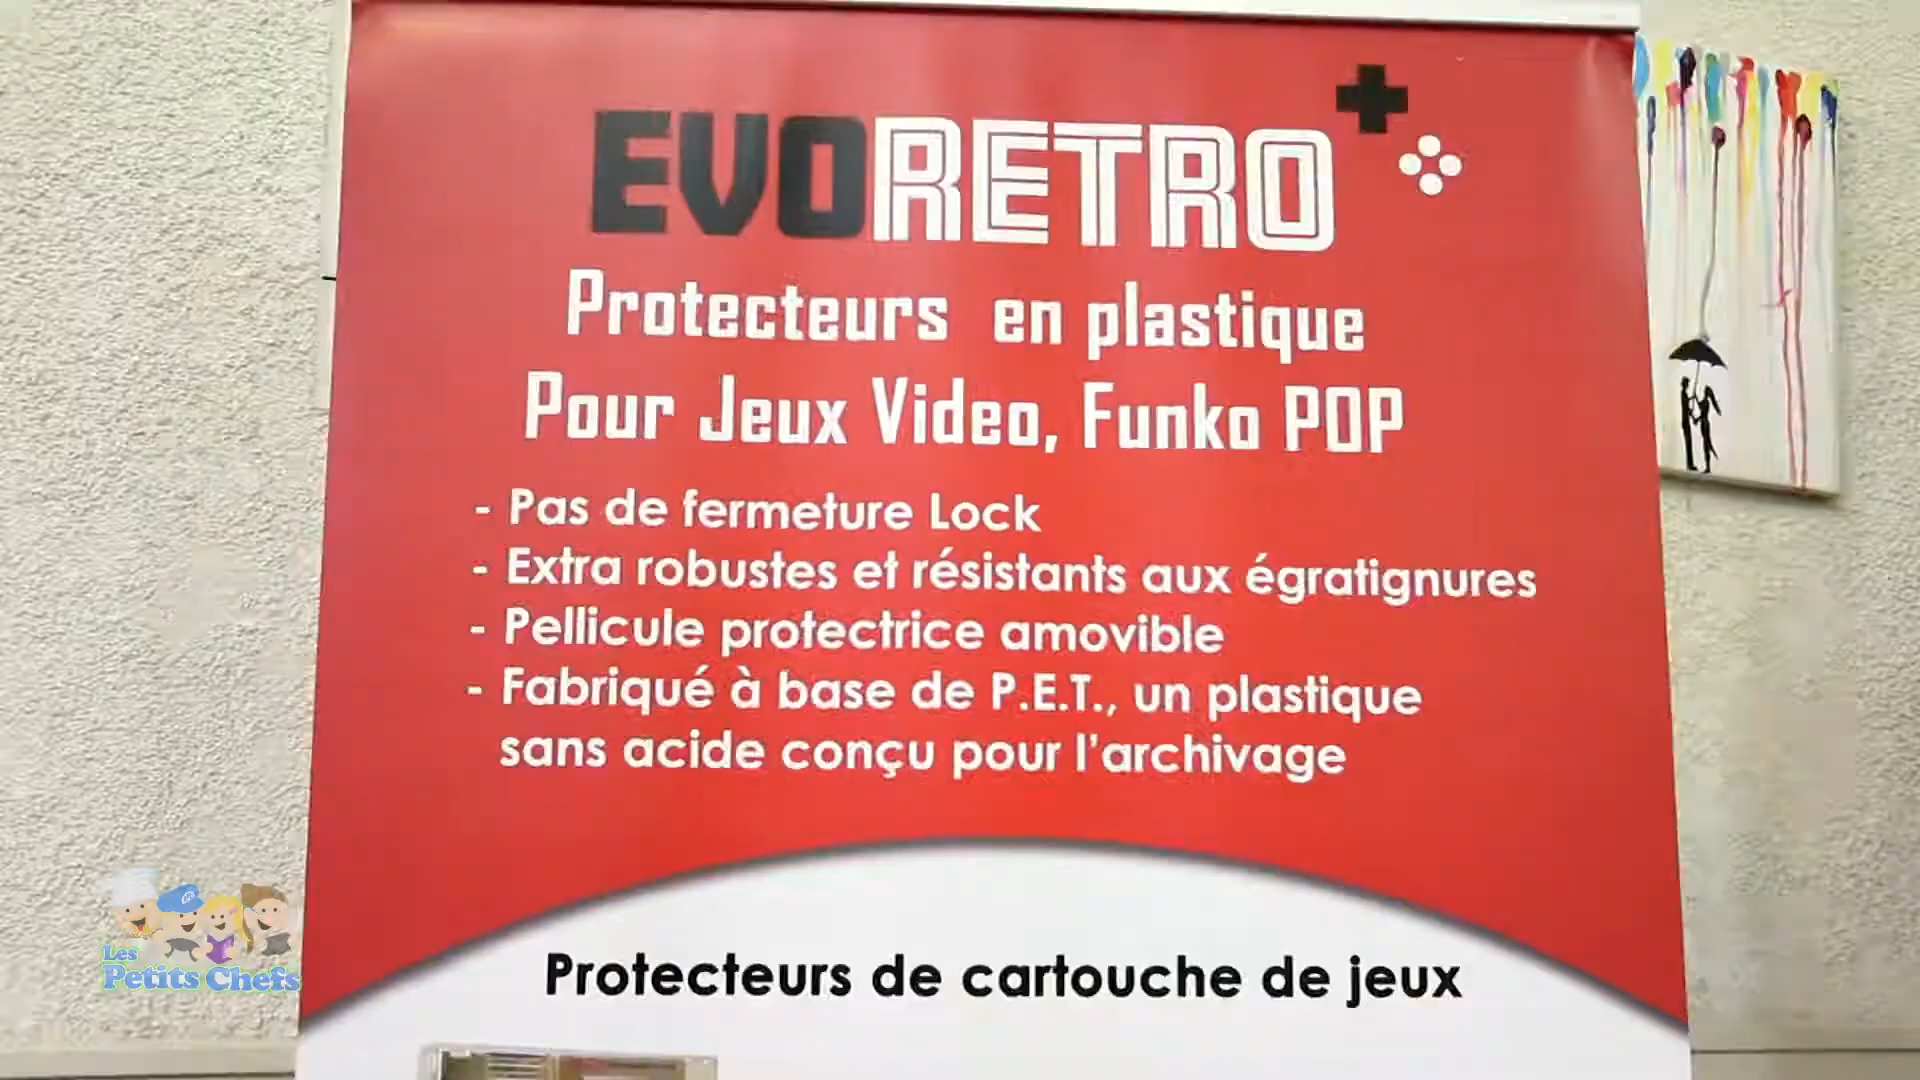 EVORETRO
Protecteurs en plastique
Pour Jeux Video, Funko POP
- Pas de fermeture Lock
- Extra robustes et résistants aux égratignures
- Pellicule protectrice amovible
- Fabriqué à base de P.E.T., un plastique
sans acide conçu pour l'archivage
Protecteurs de cartouche de jeux
Les
Petits Chefs